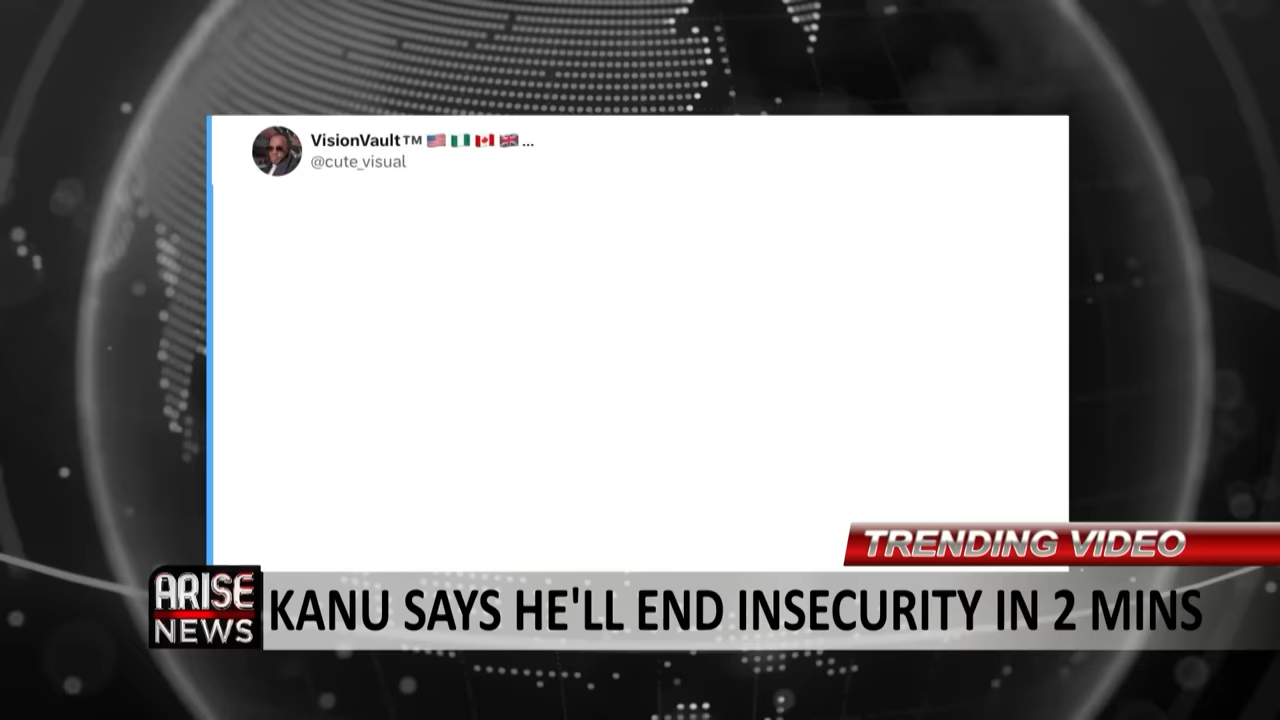 VisionVault™ 🇺🇸 🇳🇬 🇨🇦 🇬🇧 ...
@cute_visual
TRENDING VIDEO
ARISE
NEWS
KANU SAYS HE'LL END INSECURITY IN 2 MINS